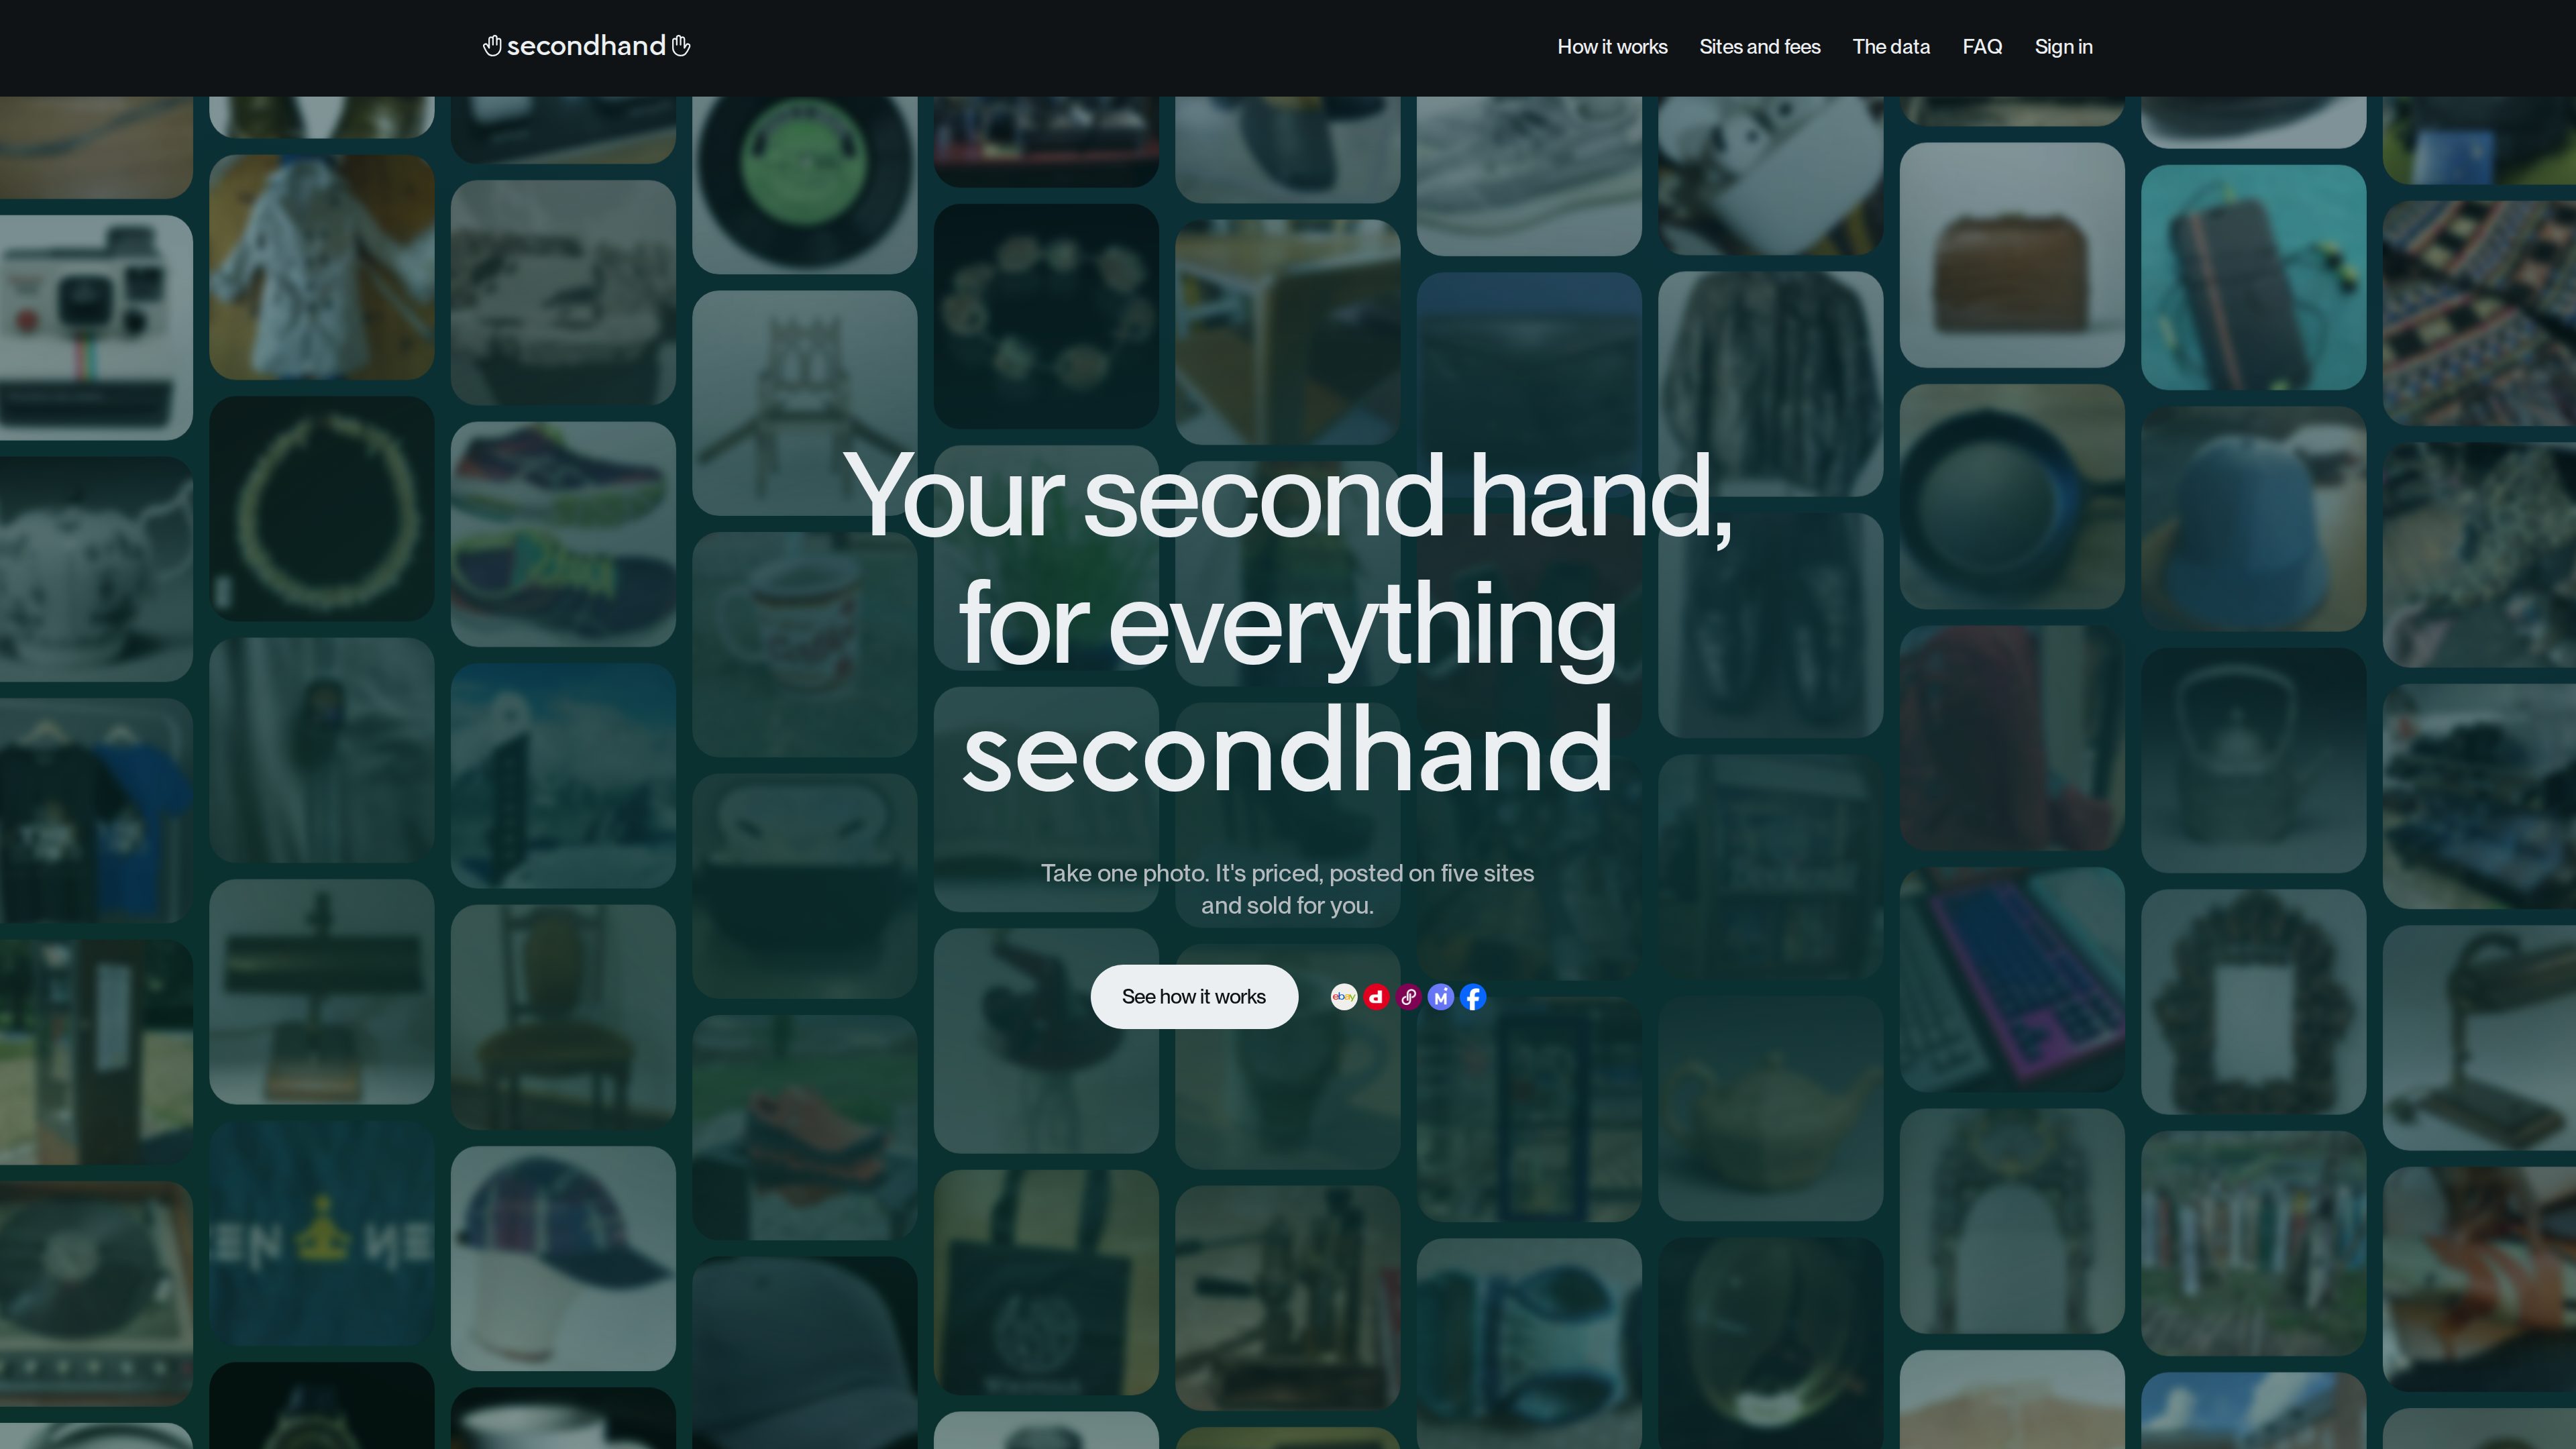 secondhand
How it works
Sites and fees
The data
FAQ
Sign in
Your second hand,
for everything
secondhand
Take one photo. It's priced, posted on five sites
and sold for you.
See how it works
ebay